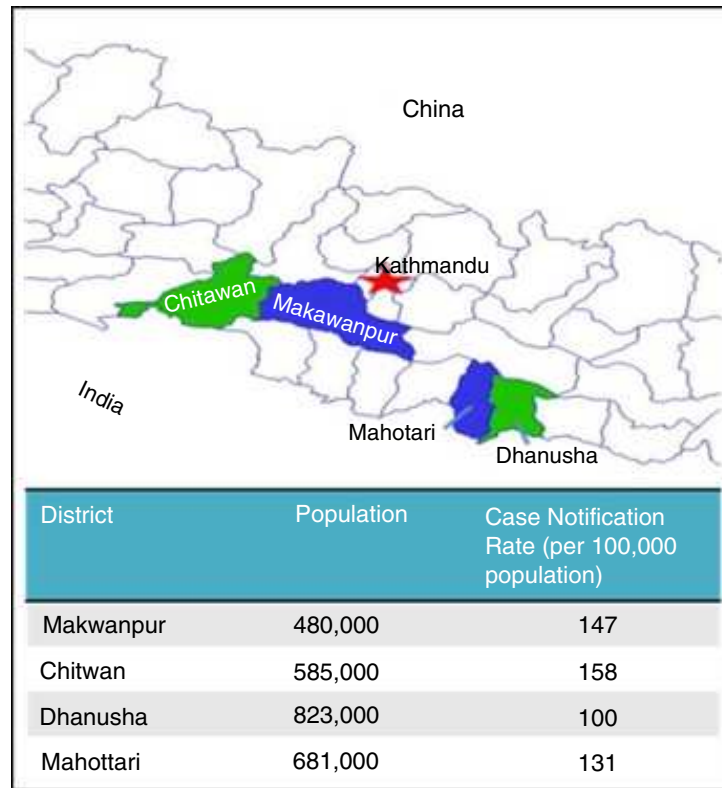 China
Kathmandu
Chitawan
Makawanpur
India
Mahotari
Dhanusha
District Population Case Notification
Rate (per 100,000
population)
Makwanpur 480,000 147
Chitwan 585,000 158
Dhanusha 823,000 100
Mahottari 681,000 131